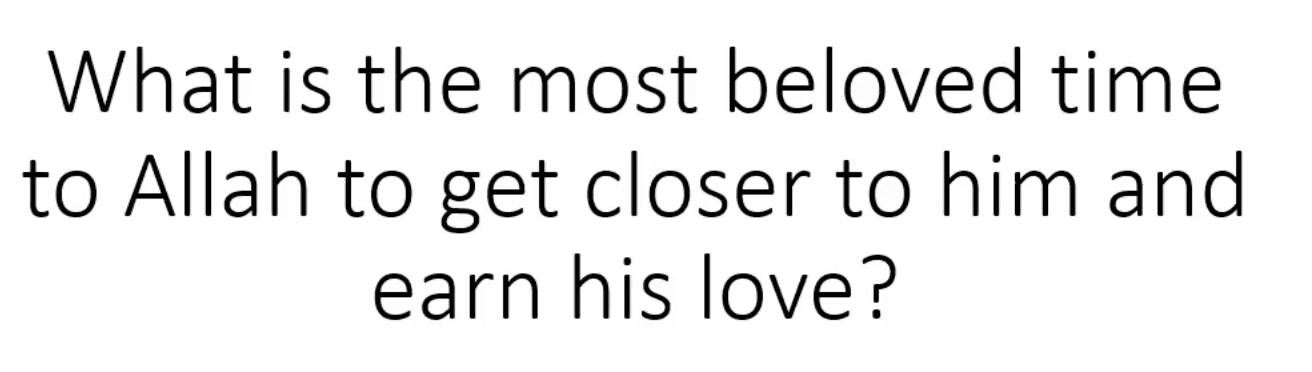 What is the most beloved time
to Allah to get closer to him and
earn his love?